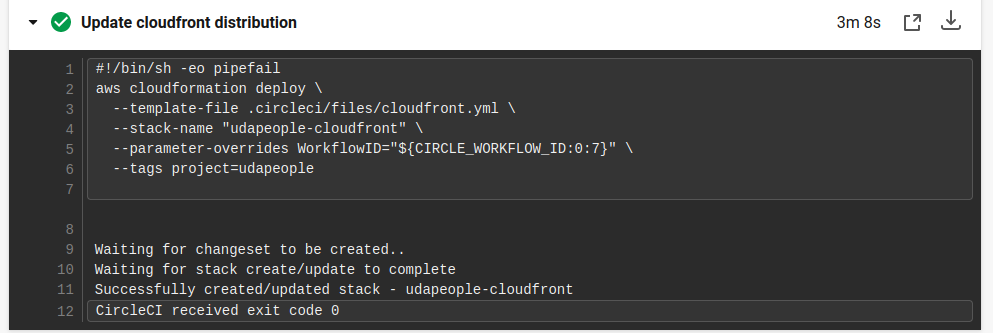 Update cloudfront distribution 3m 8s
1 #!/bin/sh -eo pipefail
2 aws cloudformation deploy \
3 --template-file .circleci/files/cloudfront.yml \
4 --stack-name "udapeople-cloudfront" \
5 --parameter-overrides WorkflowID="${CIRCLE_WORKFLOW_ID:0:7}" \
6 --tags project=udapeople
7
8
9 Waiting for changeset to be created..
10 Waiting for stack create/update to complete
11 Successfully created/updated stack - udapeople-cloudfront
12 CircleCI received exit code 0